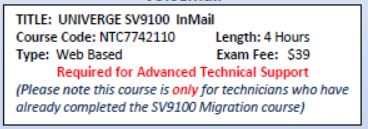 TITLE: UNIVERGE SV9100 InMail
Course Code: NTC7742110 Length: 4 Hours
Type: Web Based Exam Fee: $39
Required for Advanced Technical Support
(Please note this course is only for technicians who have
already completed the SV9100 Migration course)